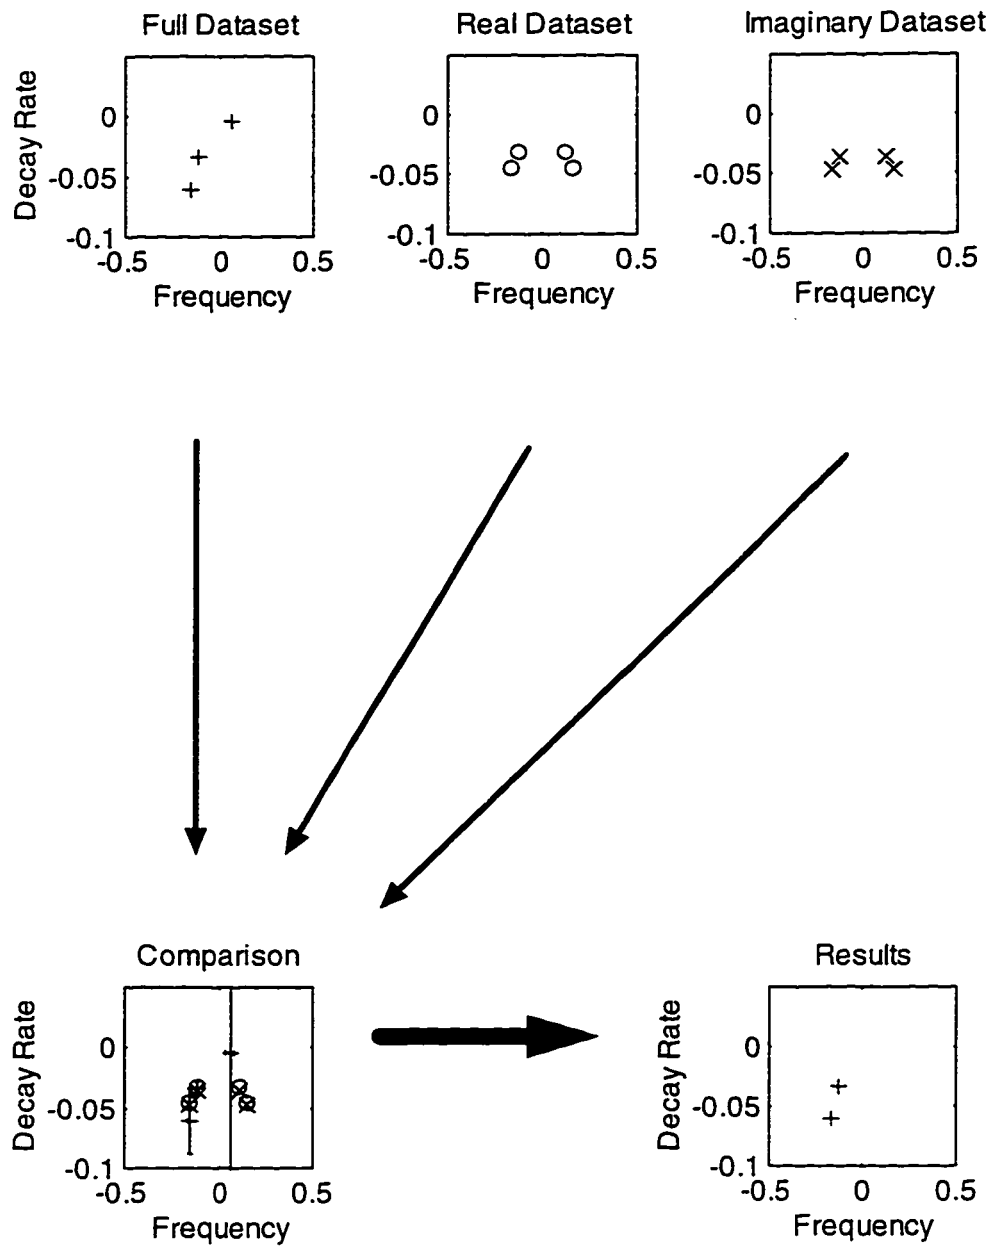 Full Dataset
Decay Rate
0
-0.05
-0.1
-0.5 0 0.5
Frequency
Real Dataset
0
-0.05
-0.1
-0.5 0 0.5
Frequency
Imaginary Dataset
0
-0.05
-0.1
-0.5 0 0.5
Frequency
Comparison
Decay Rate
0
-0.05
-0.1
-0.5 0 0.5
Frequency
Results
Decay Rate
0
-0.05
-0.1
-0.5 0 0.5
Frequency